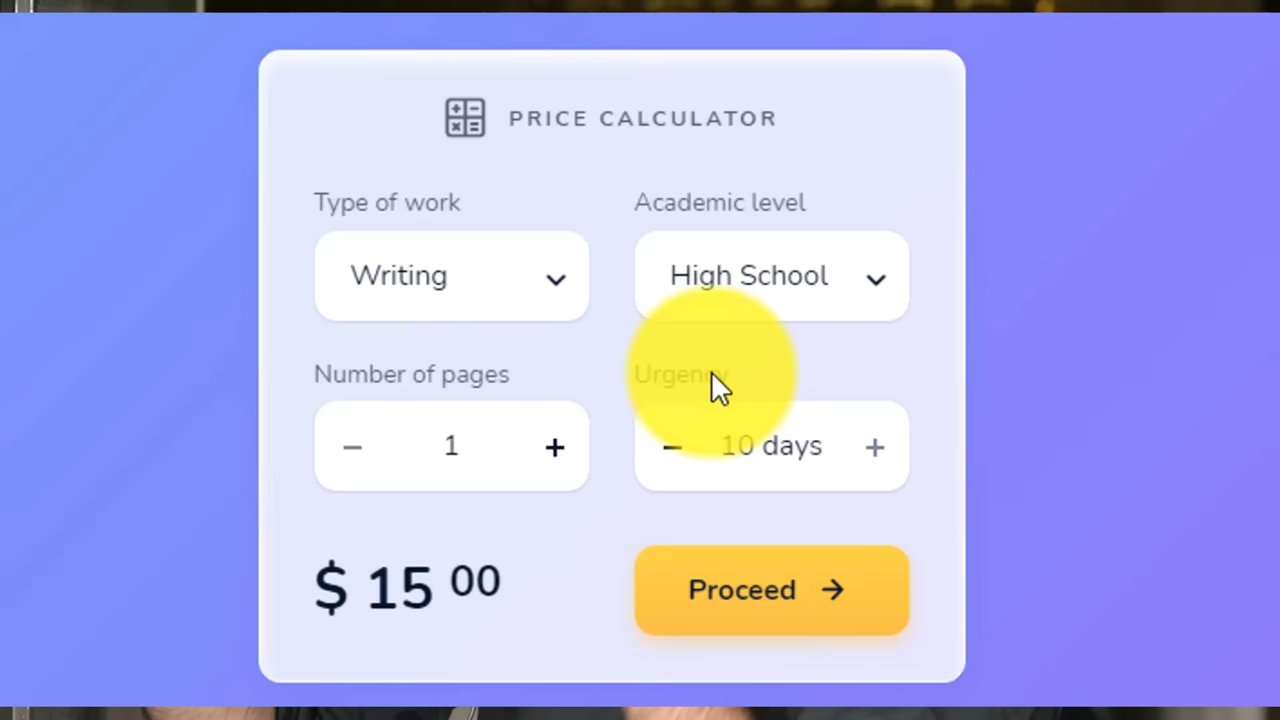 PRICE CALCULATOR
Type of work
Academic level
Writing
High School
Number of pages
Urgency
− 1 +
− 10 days +
$ 15 00
Proceed →